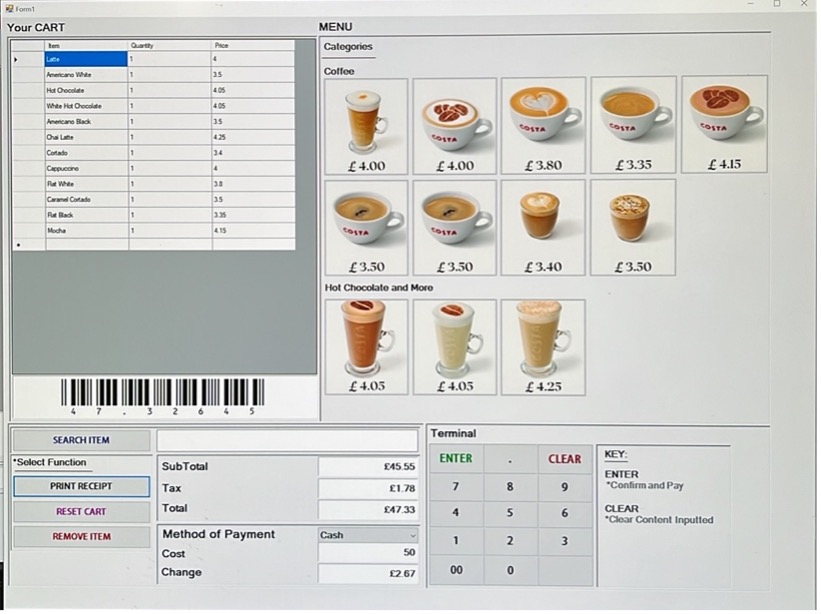 Form1
Your CART
Item Quantity Price
Latte 1 4
Americano White 1 3.5
Hot Chocolate 1 4.05
White Hot Chocolate 1 4.05
Americano Black 1 3.5
Chai Latte 1 4.25
Cortado 1 3.4
Cappuccino 1 4
Flat White 1 3.8
Caramel Cortado 1 3.5
Flat Black 1 3.35
Mocha 1 4.15
4 7 . 3 2 6 4 5
MENU
Categories
Coffee
COSTA COSTA COSTA COSTA
£4.00 £4.00 £3.80 £3.35 £4.15
COSTA COSTA
£3.50 £3.50 £3.40 £3.50
Hot Chocolate and More
COSTA COSTA COSTA
£4.05 £4.05 £4.25
SEARCH ITEM
*Select Function
PRINT RECEIPT
RESET CART
REMOVE ITEM
SubTotal £45.55
Tax £1.78
Total £47.33
Method of Payment Cash
Cost 50
Change £2.67
Terminal
ENTER . CLEAR
7 8 9
4 5 6
1 2 3
00 0
KEY:
ENTER
*Confirm and Pay
CLEAR
*Clear Content Inputted